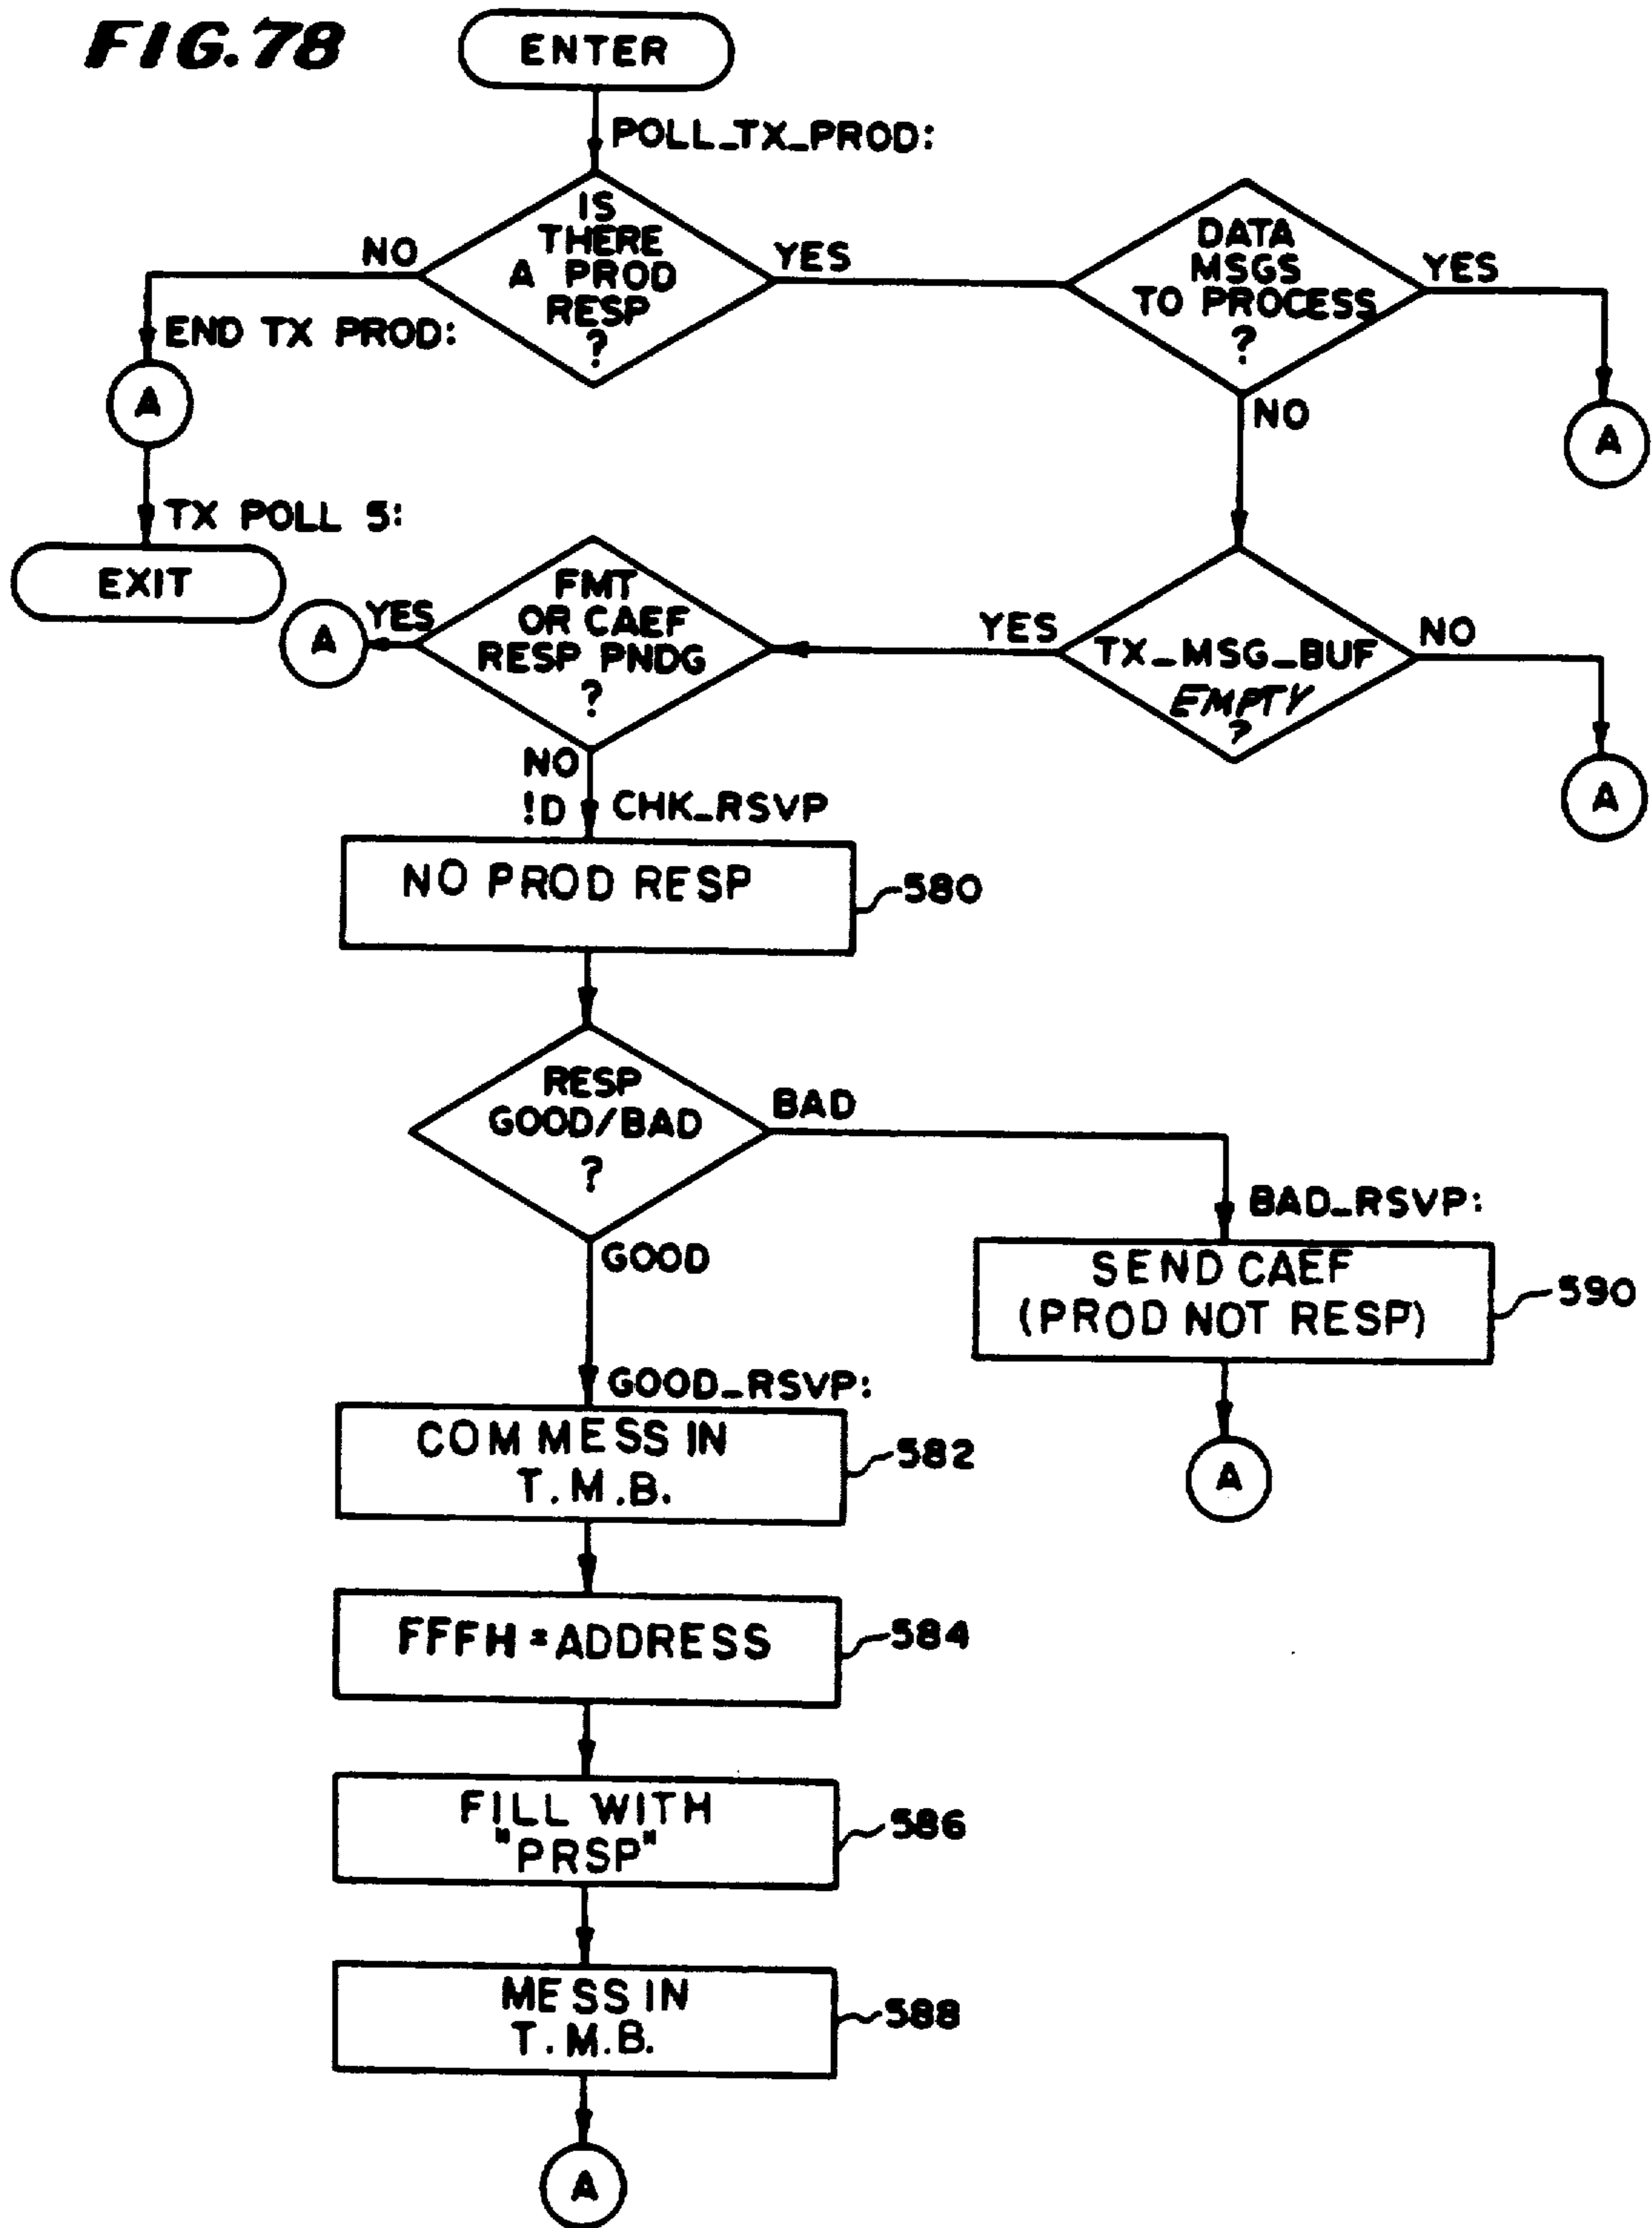 FIG.78
ENTER
POLL_TX_PROD:
IS
THERE
A PROD
RESP
?
NO
YES
DATA
MSGS
TO PROCESS
?
YES
A
NO
END TX PROD:
A
TX POLL 5:
EXIT
TX_MSG_BUF
EMPTY
?
NO
A
YES
FMT
OR CAEF
RESP PNDG
?
YES
A
NO
!D
CHK_RSVP
NO PROD RESP
580
RESP
GOOD/BAD
?
BAD
BAD_RSVP:
SEND CAEF
(PROD NOT RESP)
590
A
GOOD
GOOD_RSVP:
COM MESS IN
T.M.B.
582
FFFH=ADDRESS
584
FILL WITH
"PRSP"
586
MESS IN
T.M.B.
588
A